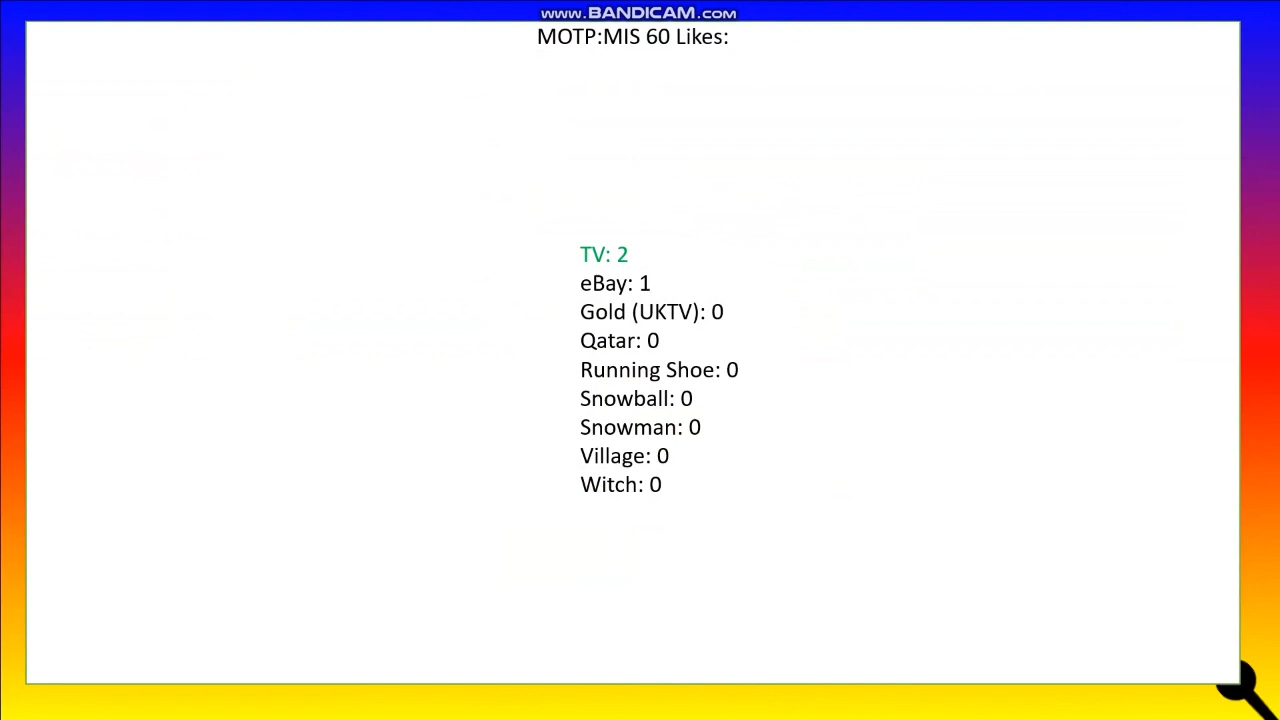 www.BANDICAM.com
MOTP:MIS 60 Likes:
TV: 2
eBay: 1
Gold (UKTV): 0
Qatar: 0
Running Shoe: 0
Snowball: 0
Snowman: 0
Village: 0
Witch: 0